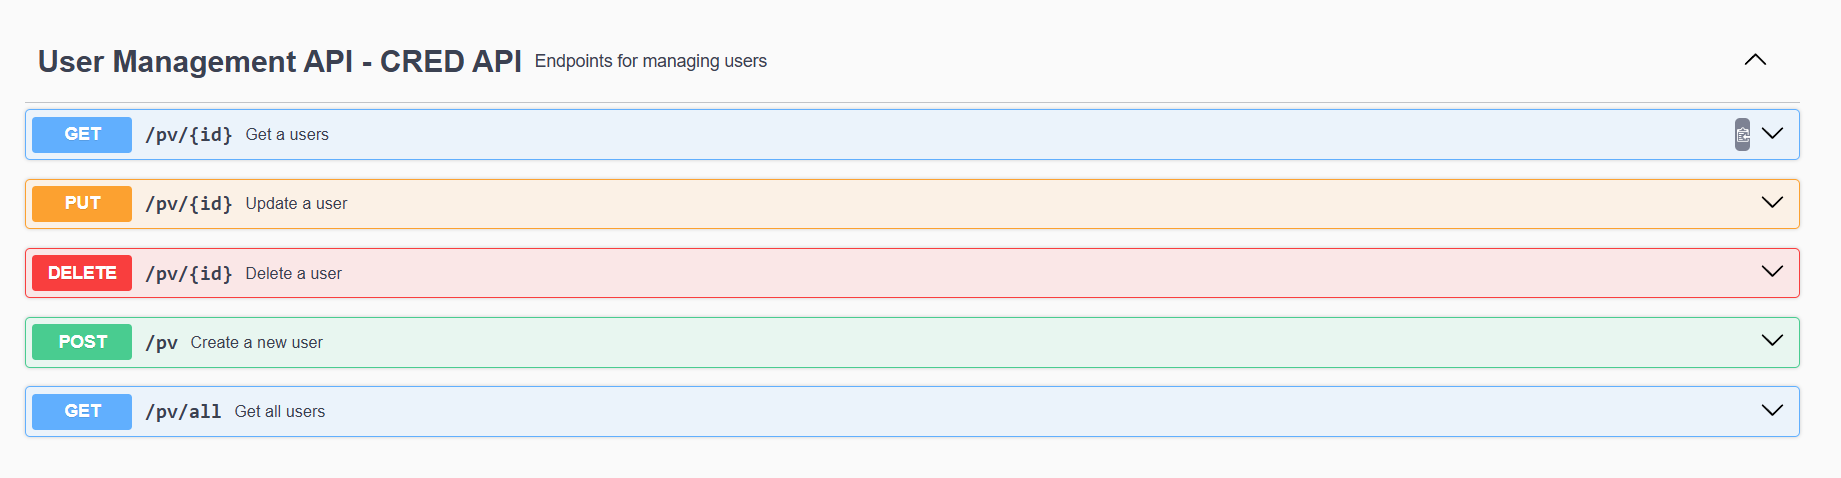 User Management API - CRED API Endpoints for managing users
GET /pv/{id} Get a users
PUT /pv/{id} Update a user
DELETE /pv/{id} Delete a user
POST /pv Create a new user
GET /pv/all Get all users